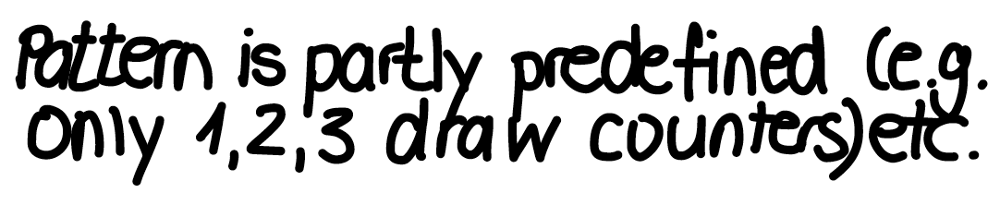 Pattern is partly predefined (e.g.
Only 1,2,3 draw counters) etc.